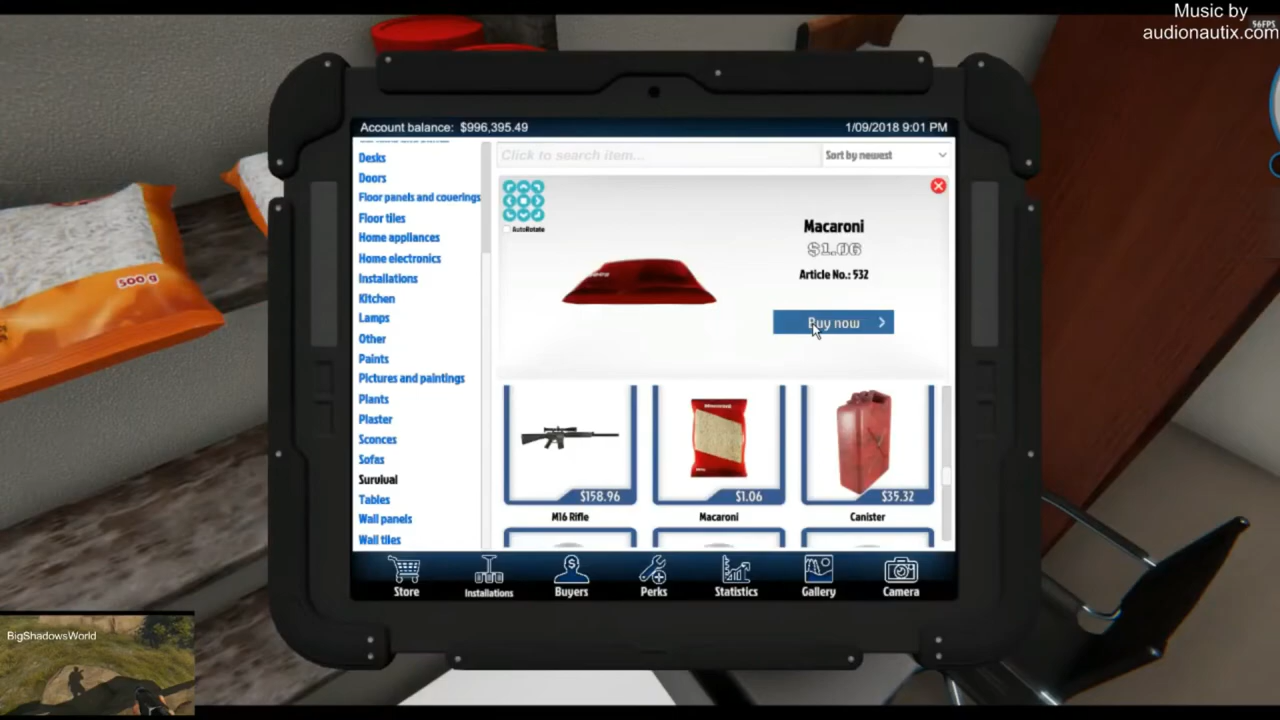 Music by
56FPS
audionautix.com
Account balance: $996,395.49
1/09/2018 9:01 PM
Desks
Doors
Floor panels and coverings
Floor tiles
Home appliances
Home electronics
Installations
Kitchen
Lamps
Other
Paints
Pictures and paintings
Plants
Plaster
Sconces
Sofas
Survival
Tables
Wall panels
Wall tiles
Click to search item...
Sort by newest
AutoRotate
Macaroni
$1.06
Article No.: 532
Buy now
500 g
$158.96
M16 Rifle
Macaroni
$1.06
Macaroni
$35.32
Canister
Store
Installations
Buyers
Perks
Statistics
Gallery
Camera
BigShadowsWorld